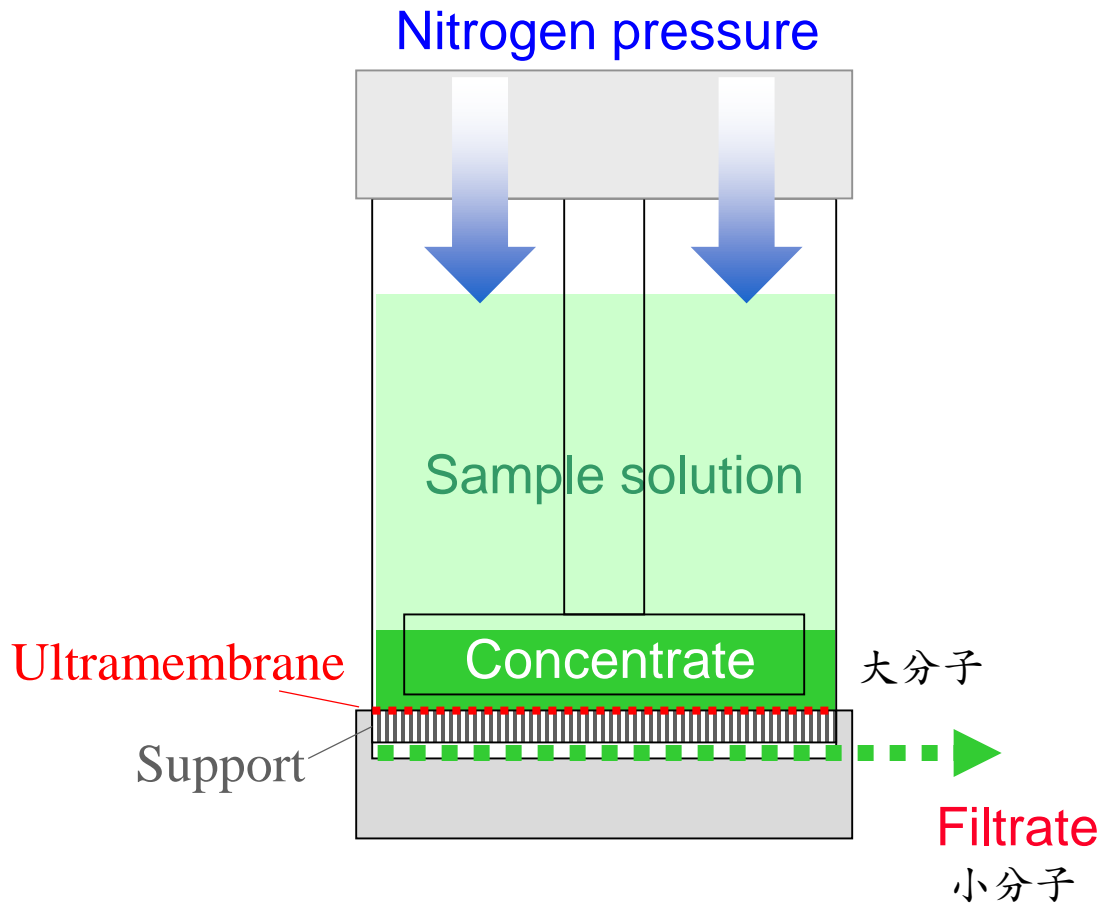 Nitrogen pressure
Sample solution
Concentrate
Ultramembrane
大分子
Support
Filtrate
小分子